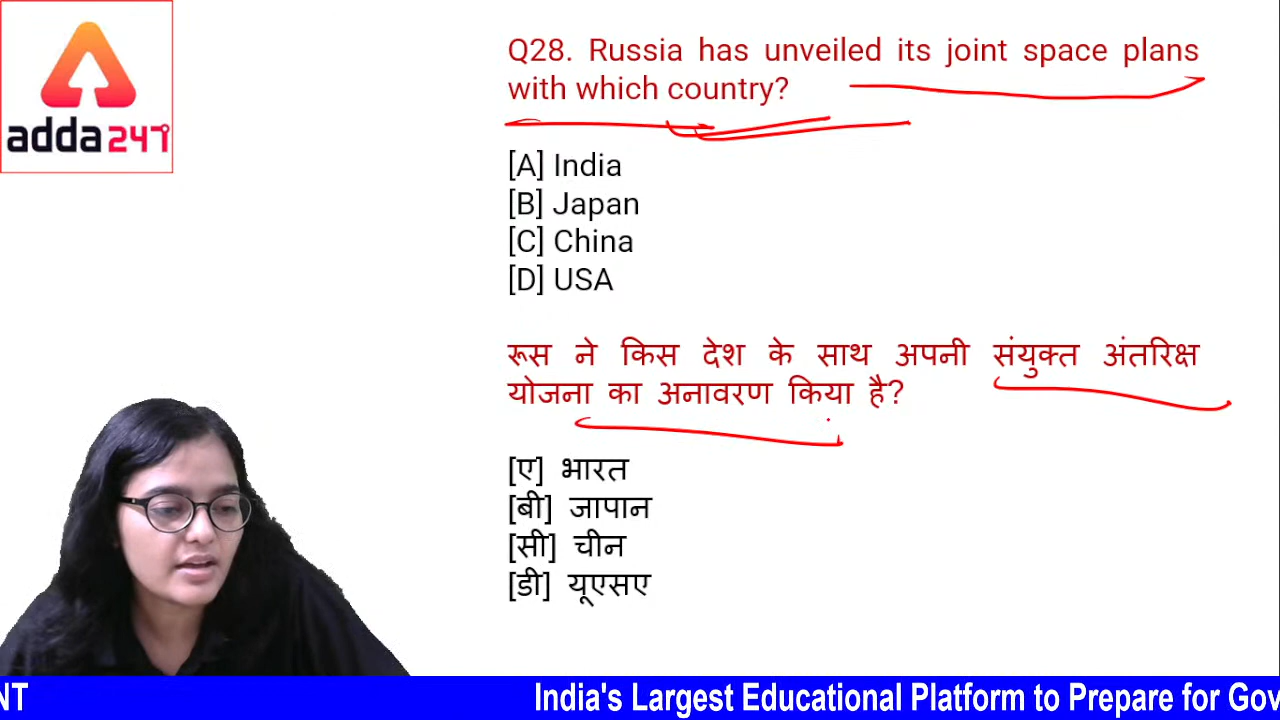 adda247
Q28. Russia has unveiled its joint space plans
with which country?
[A] India
[B] Japan
[C] China
[D] USA
रूस ने किस देश के साथ अपनी संयुक्त अंतरिक्ष
योजना का अनावरण किया है?
[ए] भारत
[बी] जापान
[सी] चीन
[डी] यूएसए
NT India's Largest Educational Platform to Prepare for Gov